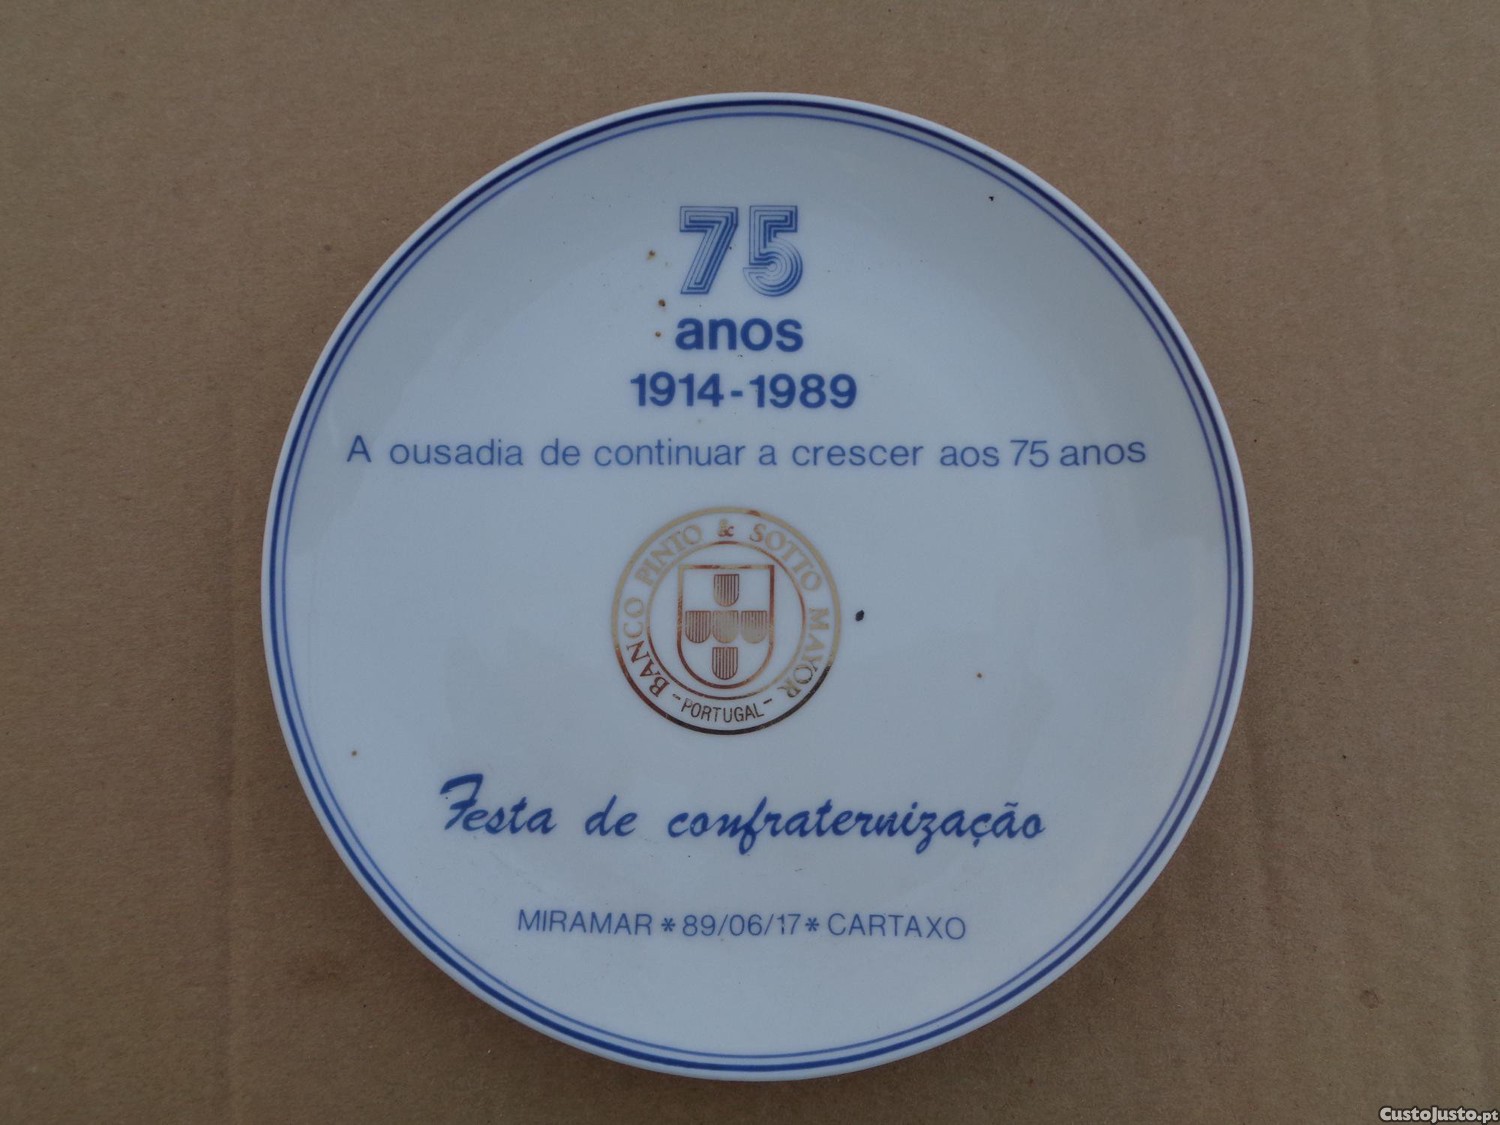 75
anos
1914-1989
A ousadia de continuar a crescer aos 75 anos
BANCO PINTO & SOTTO MAYOR
- PORTUGAL -
Festa de confraternização
MIRAMAR * 89/06/17 * CARTAXO
CustoJusto.pt